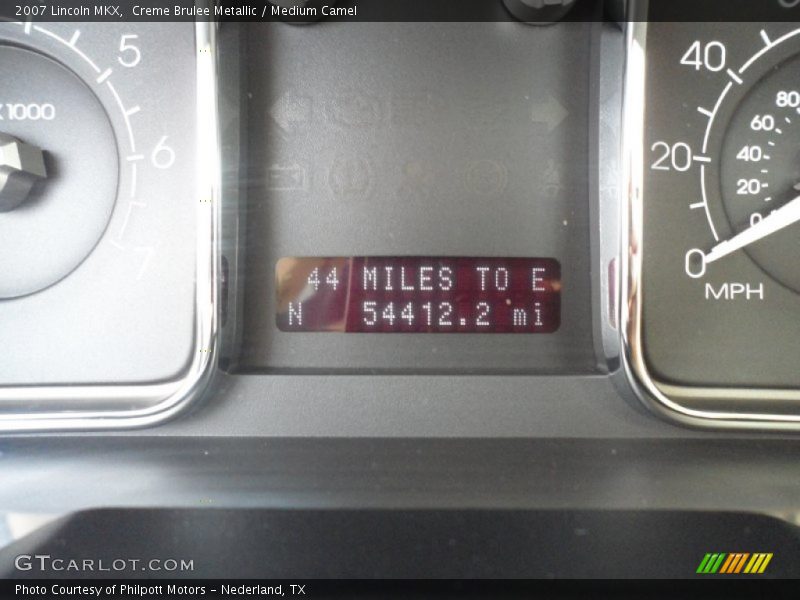 2007 Lincoln MKX,  Creme Brulee Metallic / Medium Camel
5
X1000
6
7
44 MILES TO E
N 54412.2 mi
40
20
0
MPH
80
60
40
20
0
GTCARLOT.COM
Photo Courtesy of Philpott Motors – Nederland, TX